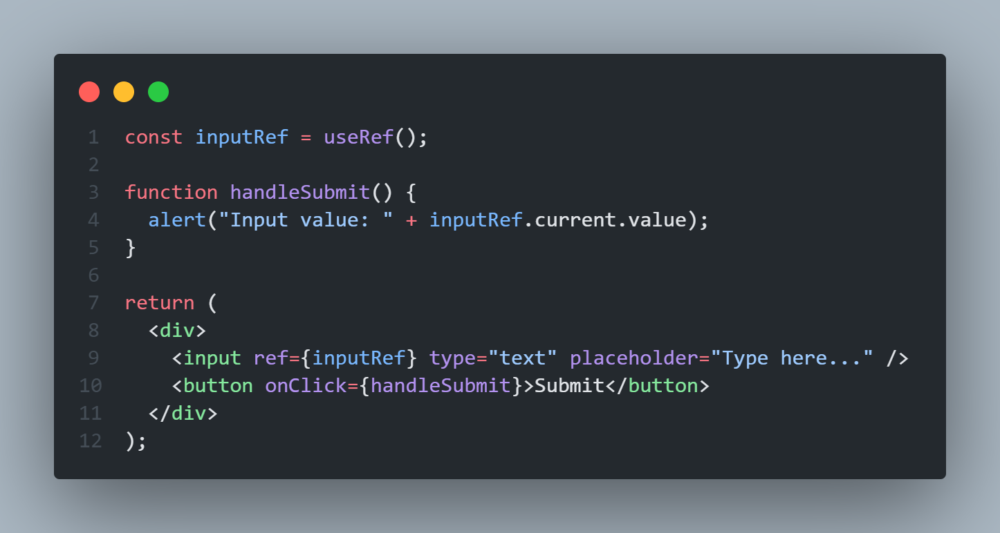 1 const inputRef = useRef();
2
3 function handleSubmit() {
4   alert("Input value: " + inputRef.current.value);
5 }
6
7 return (
8   <div>
9     <input ref={inputRef} type="text" placeholder="Type here..." />
10     <button onClick={handleSubmit}>Submit</button>
11   </div>
12 );